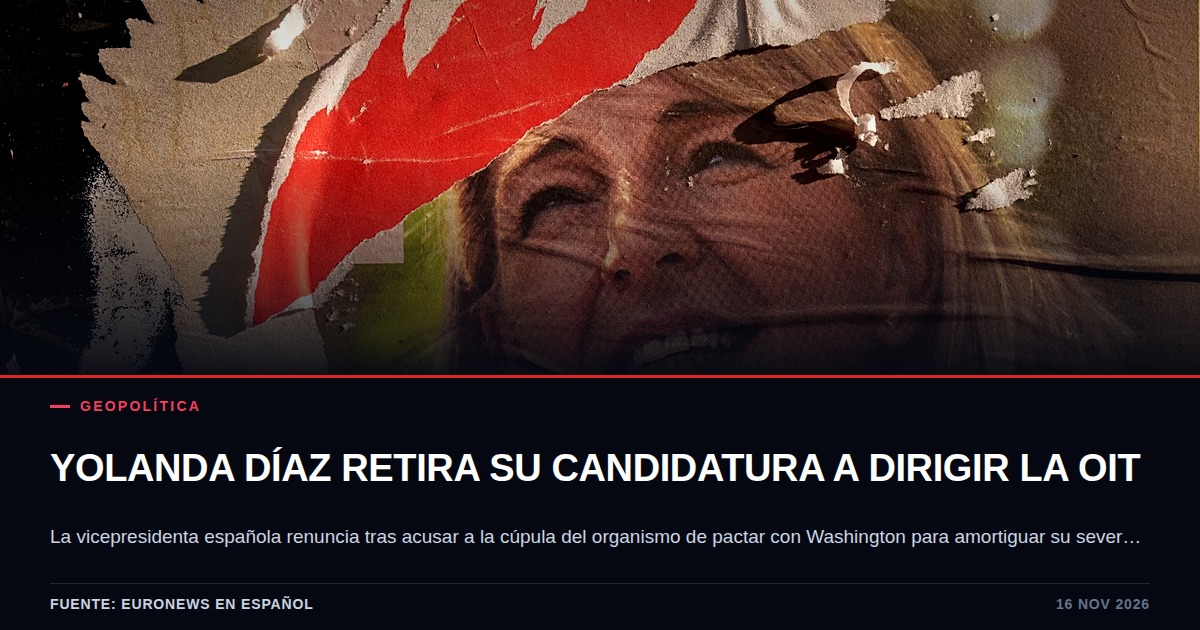 GEOPOLÍTICA
YOLANDA DÍAZ RETIRA SU CANDIDATURA A DIRIGIR LA OIT
La vicepresidenta española renuncia tras acusar a la cúpula del organismo de pactar con Washington para amortiguar su sever…
FUENTE: EURONEWS EN ESPAÑOL
16 NOV 2026